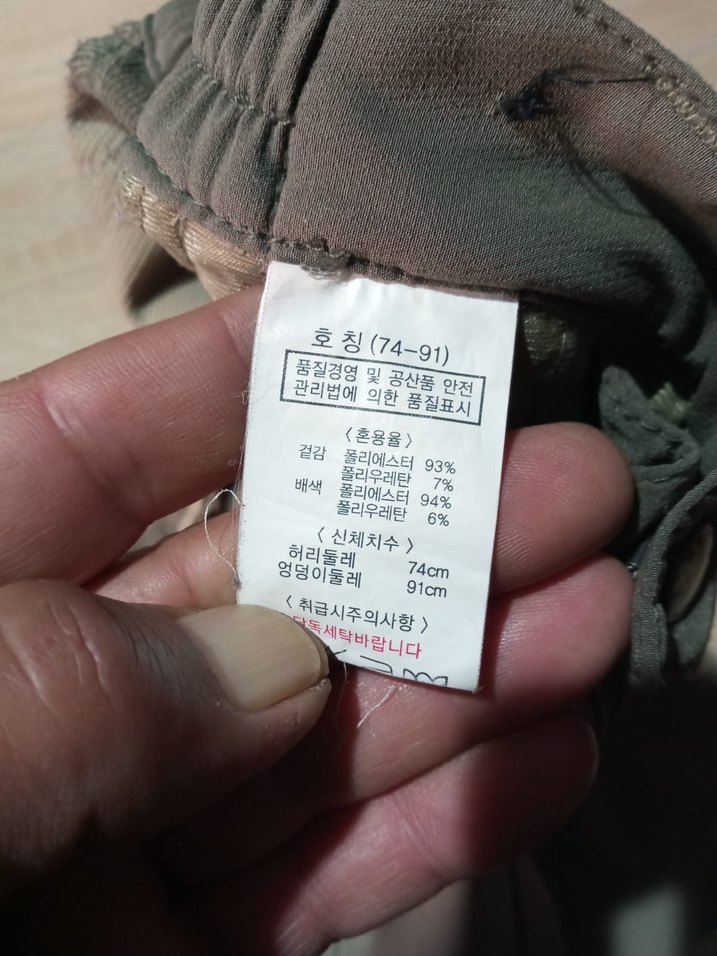 호칭(74-91)
품질경영 및 공산품 안전
관리법에 의한 품질표시
〈혼용율〉
겉감 폴리에스터 93%
폴리우레탄 7%
배색 폴리에스터 94%
폴리우레탄 6%
〈신체치수〉
허리둘레 74cm
엉덩이둘레 91cm
〈취급시주의사항〉
단독세탁바랍니다